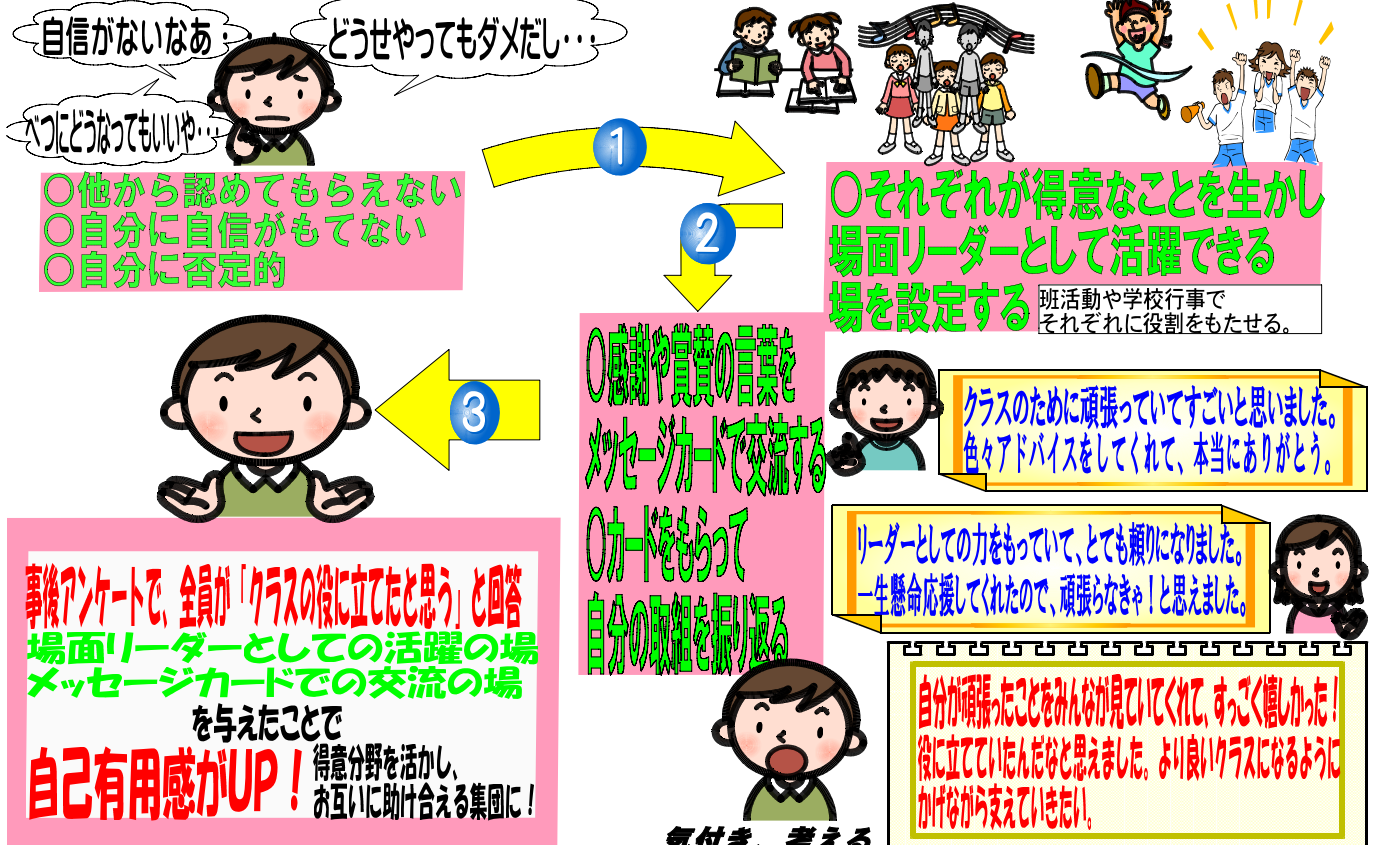 自信がないなあ・・
どうせやってもダメだし・・・
べつにどうなってもいいや・・・
○他から認めてもらえない
○自分に自信がもてない
○自分に否定的
1
○それぞれが得意なことを生かし
場面リーダーとして活躍できる
場を設定する
班活動や学校行事で
それぞれに役割をもたせる。
2
○感謝や賞賛の言葉を
メッセージカードで交流する
○カードをもらって
自分の取組を振り返る
クラスのために頑張っていてすごいと思いました。
色々アドバイスをしてくれて、本当にありがとう。
リーダーとしての力をもっていて、とても頼りになりました。
一生懸命応援してくれたので、頑張らなきゃ！と思えました。
自分が頑張ったことをみんなが見ていてくれて、すっごく嬉しかった！
役に立てていたんだなと思えました。より良いクラスになるように
かげながら支えていきたい。
気付き、考える
3
事後アンケートで、全員が「クラスの役に立てたと思う」と回答
場面リーダーとしての活躍の場
メッセージカードでの交流の場
を与えたことで
自己有用感がUP！
得意分野を活かし、
お互いに助け合える集団に！